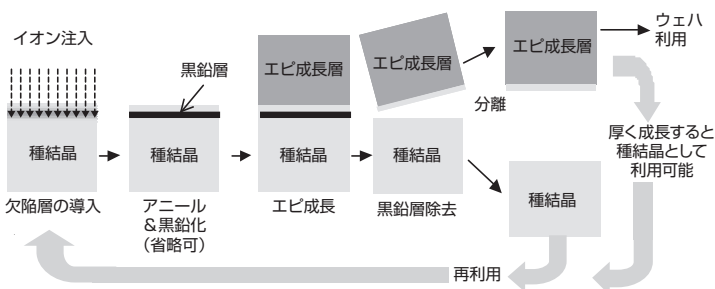 イオン注入
種結晶
欠陥層の導入
黒鉛層
種結晶
アニール
＆黒鉛化
（省略可）
エピ成長層
種結晶
エピ成長
エピ成長層
種結晶
黒鉛層除去
分離
エピ成長層
ウェハ
利用
厚く成長すると
種結晶として
利用可能
種結晶
再利用